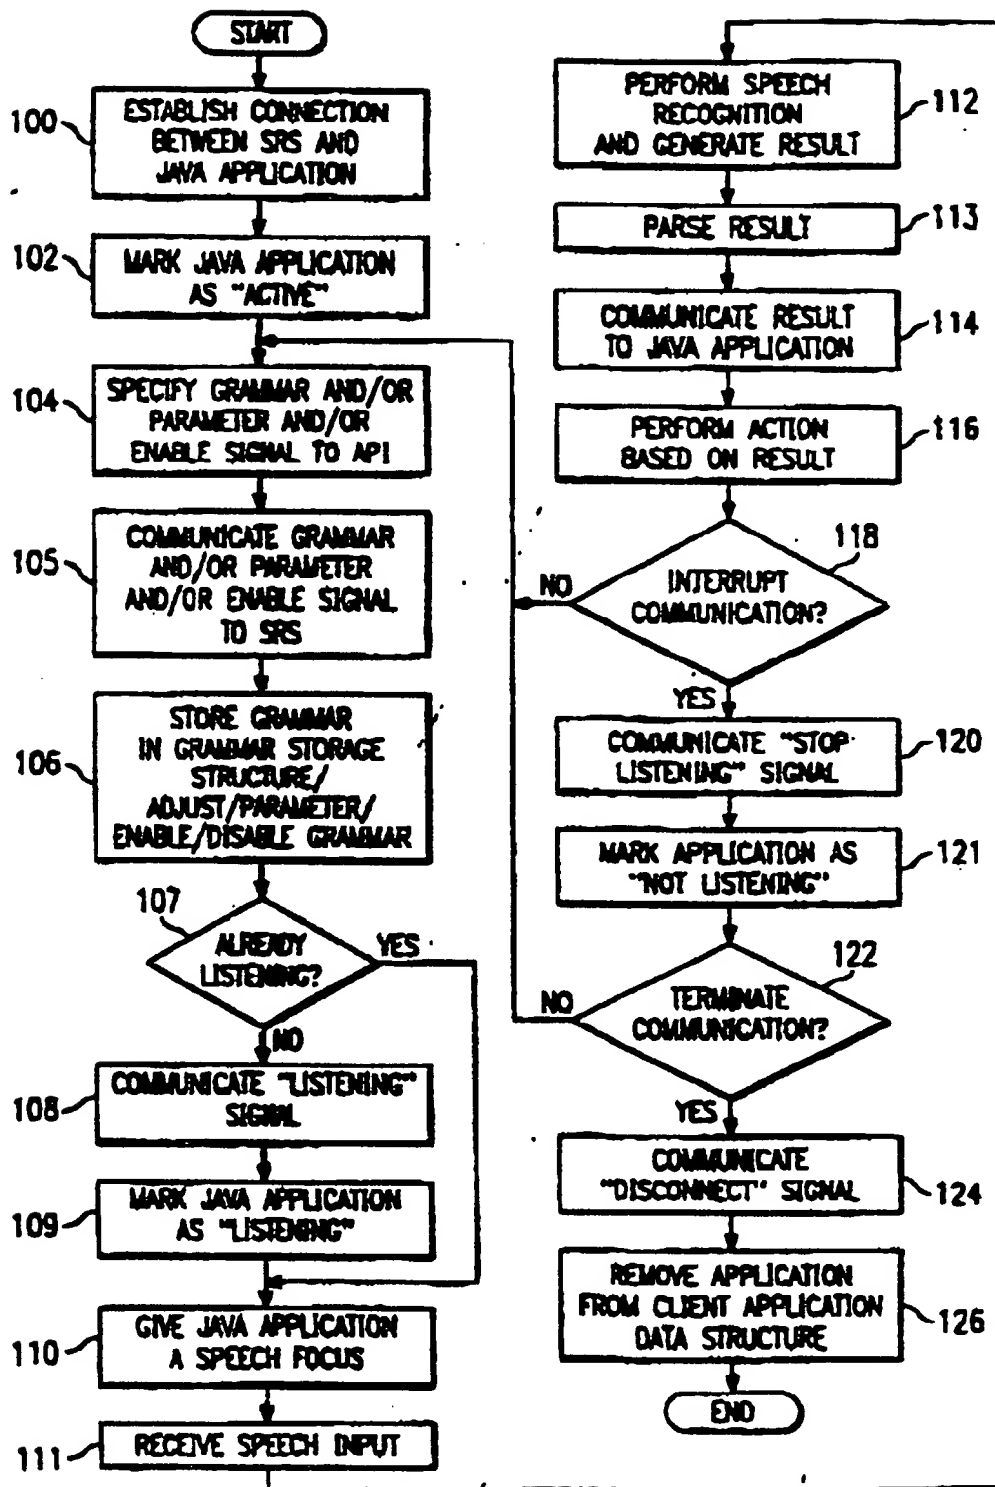 START
100
ESTABLISH CONNECTION
BETWEEN SRS AND
JAVA APPLICATION
102
MARK JAVA APPLICATION
AS "ACTIVE"
104
SPECIFY GRAMMAR AND/OR
PARAMETER AND/OR
ENABLE SIGNAL TO API
105
COMMUNICATE GRAMMAR
AND/OR PARAMETER
AND/OR ENABLE SIGNAL
TO SRS
106
STORE GRAMMAR
IN GRAMMAR STORAGE
STRUCTURE/
ADJUST/PARAMETER/
ENABLE/DISABLE GRAMMAR
107
ALREADY
LISTENING?
YES
NO
108
COMMUNICATE "LISTENING"
SIGNAL
109
MARK JAVA APPLICATION
AS "LISTENING"
110
GIVE JAVA APPLICATION
A SPEECH FOCUS
111
RECEIVE SPEECH INPUT
PERFORM SPEECH
RECOGNITION
AND GENERATE RESULT
112
PARSE RESULT
113
COMMUNICATE RESULT
TO JAVA APPLICATION
114
PERFORM ACTION
BASED ON RESULT
116
118
INTERRUPT
COMMUNICATION?
NO
YES
COMMUNICATE "STOP
LISTENING" SIGNAL
120
MARK APPLICATION AS
"NOT LISTENING"
121
122
TERMINATE
COMMUNICATION?
NO
YES
COMMUNICATE
"DISCONNECT" SIGNAL
124
REMOVE APPLICATION
FROM CLIENT APPLICATION
DATA STRUCTURE
126
END